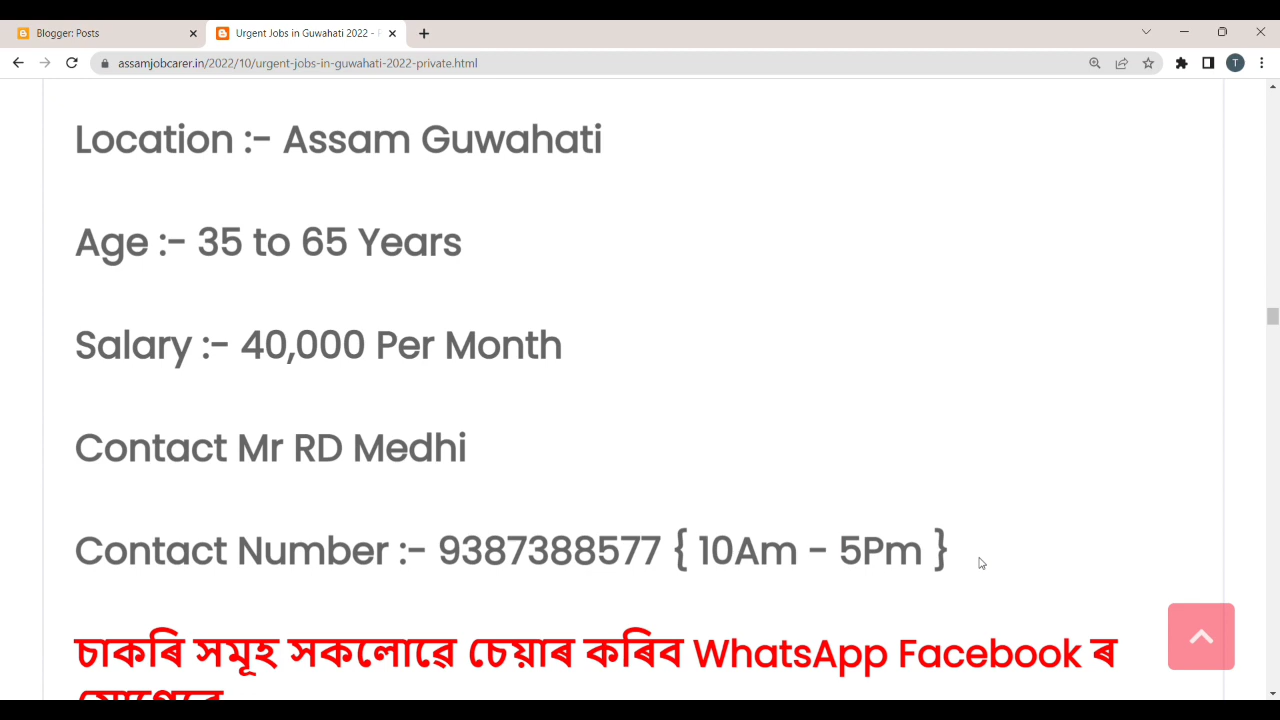 Blogger: Posts
Urgent Jobs in Guwahati 2022 -
assamjobcarer.in/2022/10/urgent-jobs-in-guwahati-2022-private.html
T
Location :- Assam Guwahati
Age :- 35 to 65 Years
Salary :- 40,000 Per Month
Contact Mr RD Medhi
Contact Number :- 9387388577 { 10Am - 5Pm }
চাকৰি সমূহ সকলোৱে চেয়াৰ কৰিব WhatsApp Facebook ৰ